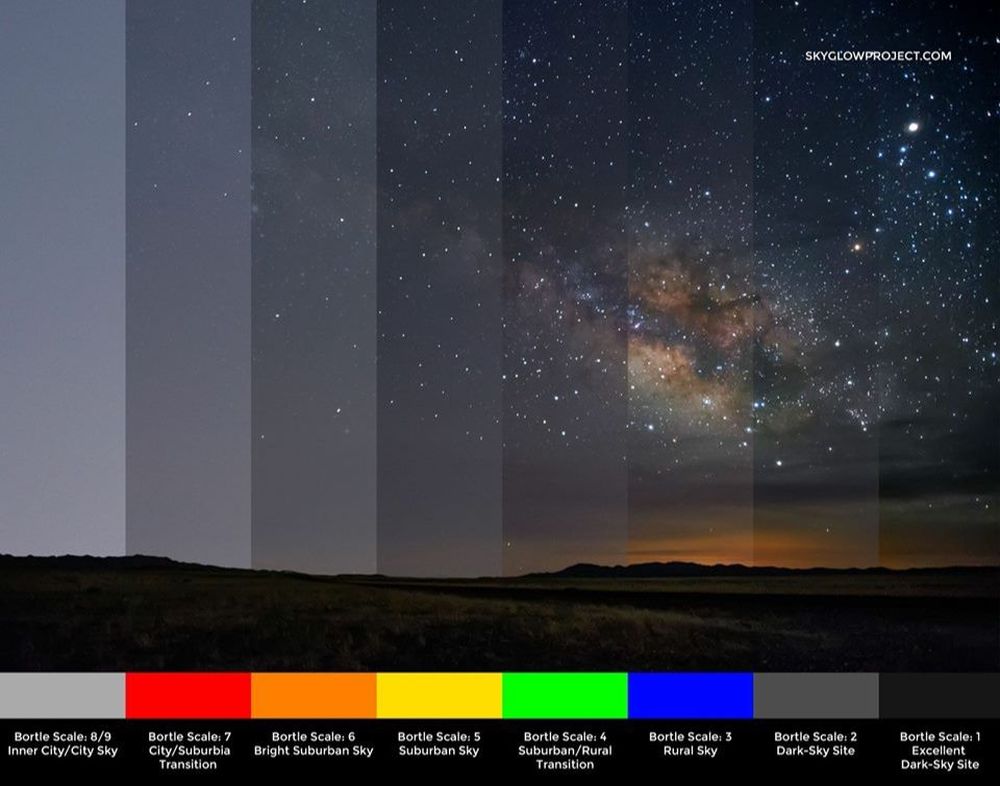 SKYGLOWPROJECT.COM
Bortle Scale: 8/9
Inner City/City Sky
Bortle Scale: 7
City/Suburbia
Transition
Bortle Scale: 6
Bright Suburban Sky
Bortle Scale: 5
Suburban Sky
Bortle Scale: 4
Suburban/Rural
Transition
Bortle Scale: 3
Rural Sky
Bortle Scale: 2
Dark-Sky Site
Bortle Scale: 1
Excellent
Dark-Sky Site